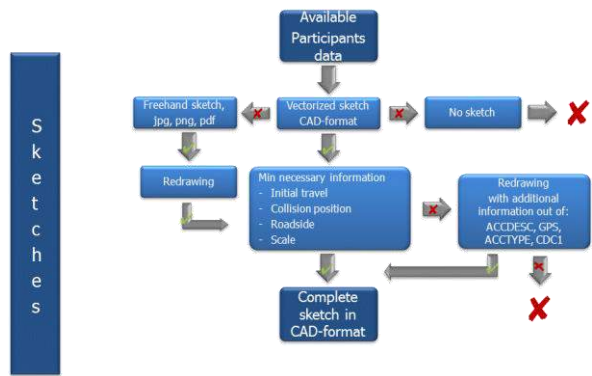 Sketches
Available
Participants
data
Freehand sketch,
jpg, png, pdf
Vectorized sketch
CAD-format
No sketch
Redrawing
Min necessary information
- Initial travel
- Collision position
- Roadside
- Scale
Redrawing
with additional
information out of:
ACCDESC, GPS,
ACCTYPE, CDC1
Complete
sketch in
CAD-format